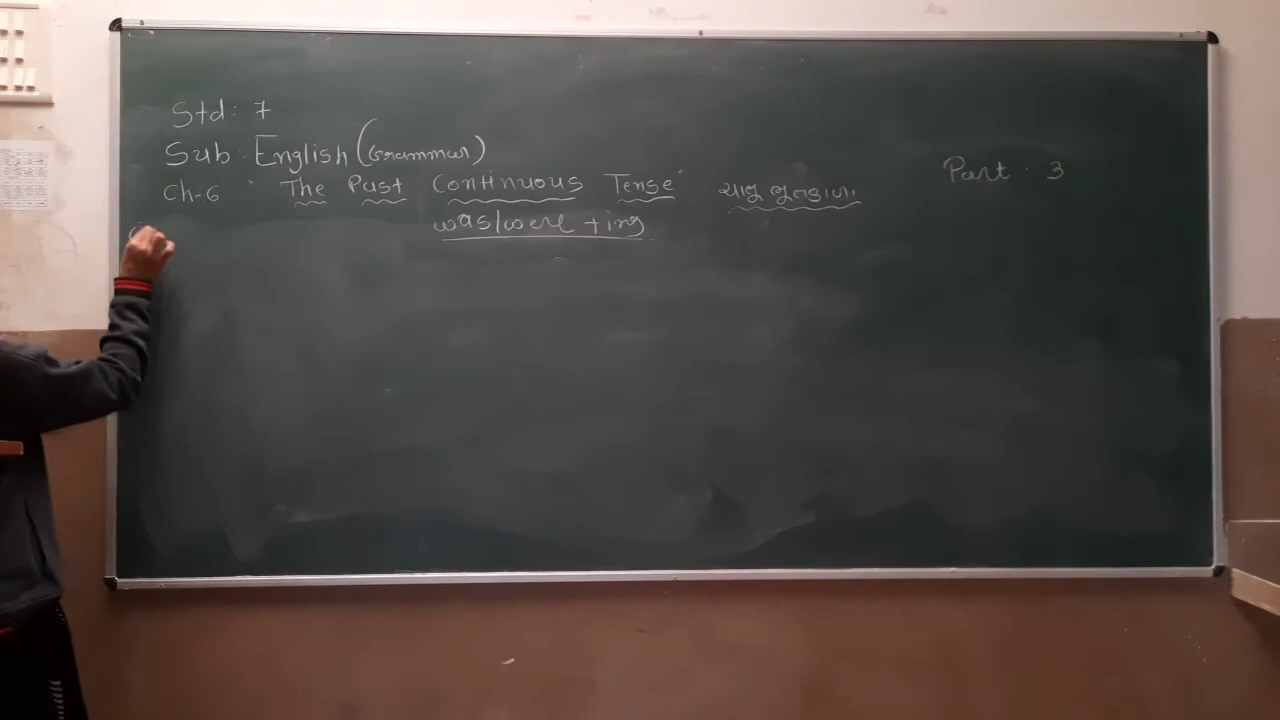 Std: 7
Sub: English (Grammar)
Part - 3
Ch-6 "The Past Continuous Tense" ચાલુ ભૂતકાળ
was/were +ing